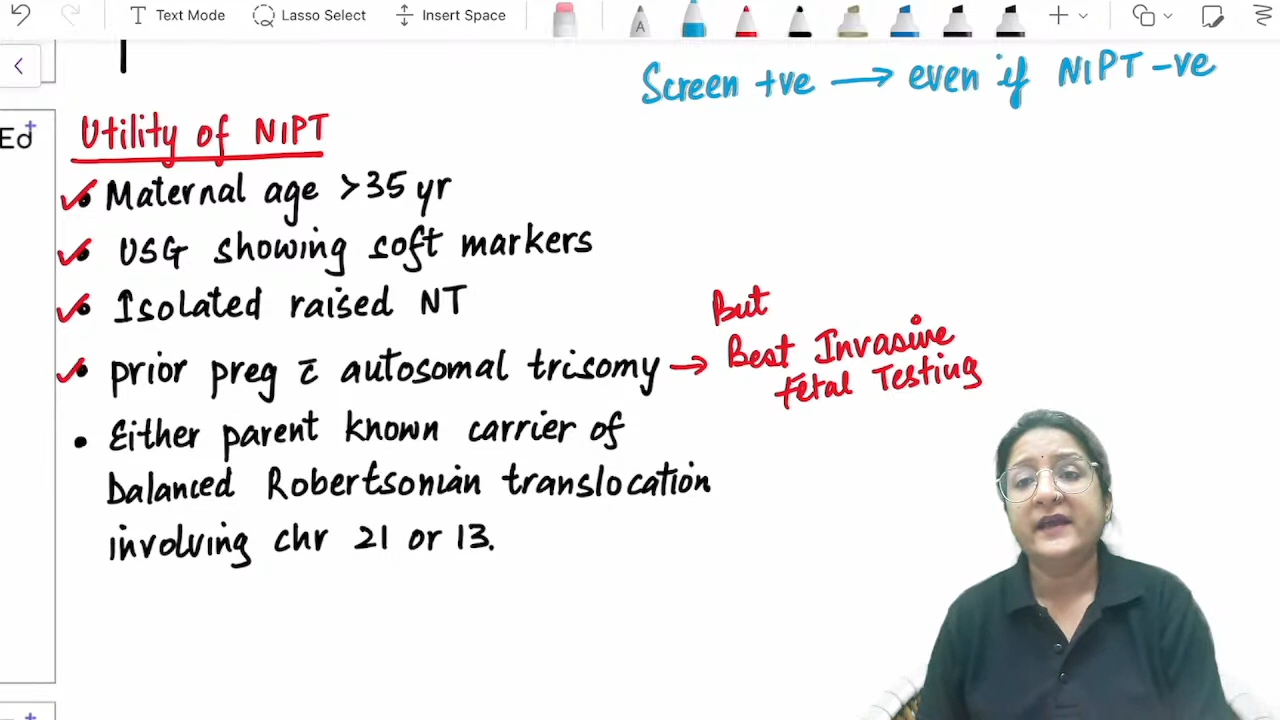 Text Mode
Lasso Select
Insert Space
A
Screen +ve → even if NIPT -ve
Ed
Utility of NIPT
• Maternal age >35 yr
• USG showing soft markers
• Isolated raised NT
• prior preg c̄ autosomal trisomy → But
Best Invasive
fetal Testing
• Either parent known carrier of
balanced Robertsonian translocation
involving chr 21 or 13.